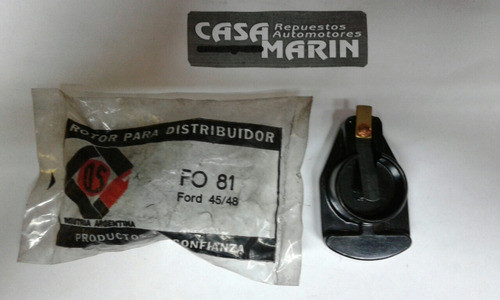 CASA Repuestos Automotores
MARIN
ROTOR PARA DISTRIBUIDOR
FO 81
Ford 45/48
INDUSTRIA ARGENTINA
PRODUCTOS CONFIANZA